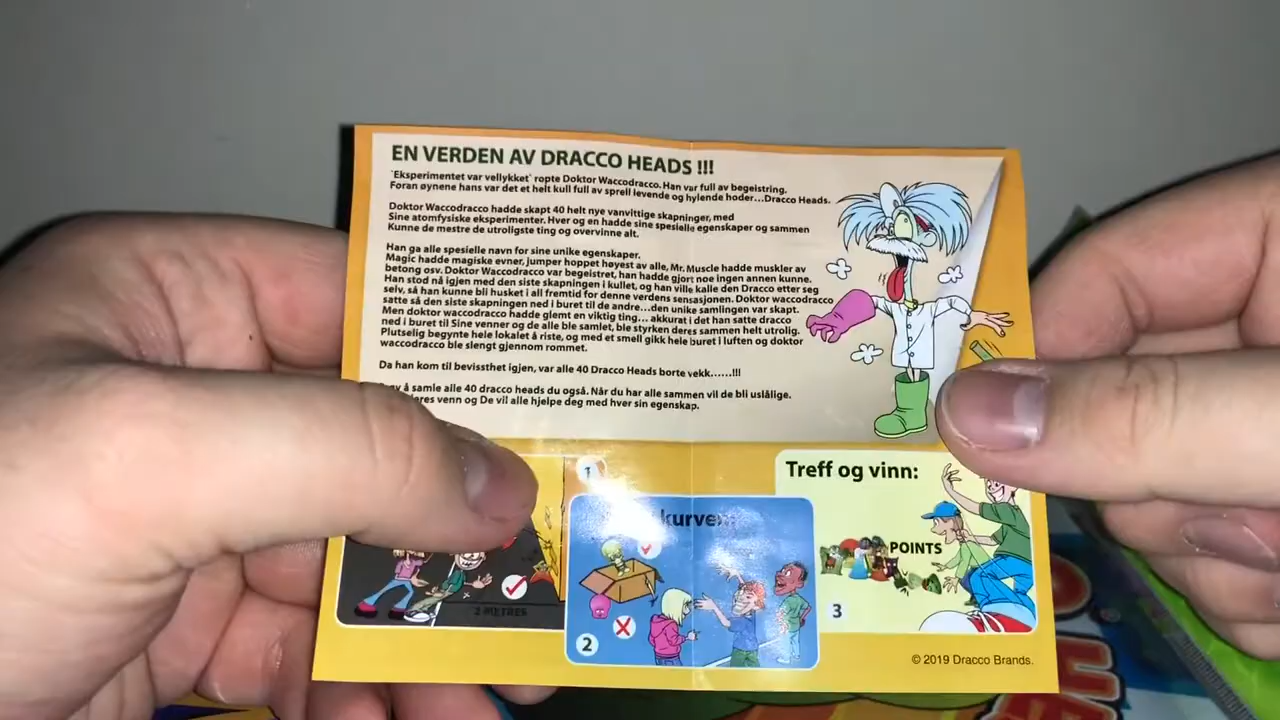 EN VERDEN AV DRACCO HEADS !!!
`Eksperimentet var vellykket` ropte Doktor Waccodracco. Han var full av begeistring.
Foran øynene hans var det et helt kull full av sprell levende og hylende hoder...Dracco Heads.
Doktor Waccodracco hadde skapt 40 helt nye vanvittige skapninger, med
Sine atomfysiske eksperimenter. Hver og en hadde sine spesielle egenskaper og sammen
Kunne de mestre de utroligste ting og overvinne alt.
Han ga alle spesielle navn for sine unike egenskaper.
Magic hadde magiske evner, jumper hoppet høyest av alle, Mr. Muscle hadde muskler av
betong osv. Doktor Waccodracco var begeistret, han hadde gjort noe ingen annen kunne.
Han stod nå igjen med den siste skapningen i kullet, og han ville kalle den Dracco etter seg
selv, så han kunne bli husket i all fremtid for denne verdens sensasjonen. Doktor waccodracco
satte så den siste skapningen ned i buret til de andre...den unike samlingen var skapt.
Men doktor waccodracco hadde glemt en viktig ting... akkurat i det han satte dracco
ned i buret til Sine venner og de alle ble samlet, ble styrken deres sammen helt utrolig.
Plutselig begynte hele lokalet å riste, og med et smell gikk hele buret i luften og doktor
waccodracco ble slengt gjennom rommet.
Da han kom til bevissthet igjen, var alle 40 Dracco Heads borte vekk......!!!
å samle alle 40 dracco heads du også. Når du har alle sammen vil de bli uslålige.
venn og De vil alle hjelpe deg med hver sin egenskap.
1
2 METRES
kurven
2
Treff og vinn:
POINTS
3
© 2019 Dracco Brands.